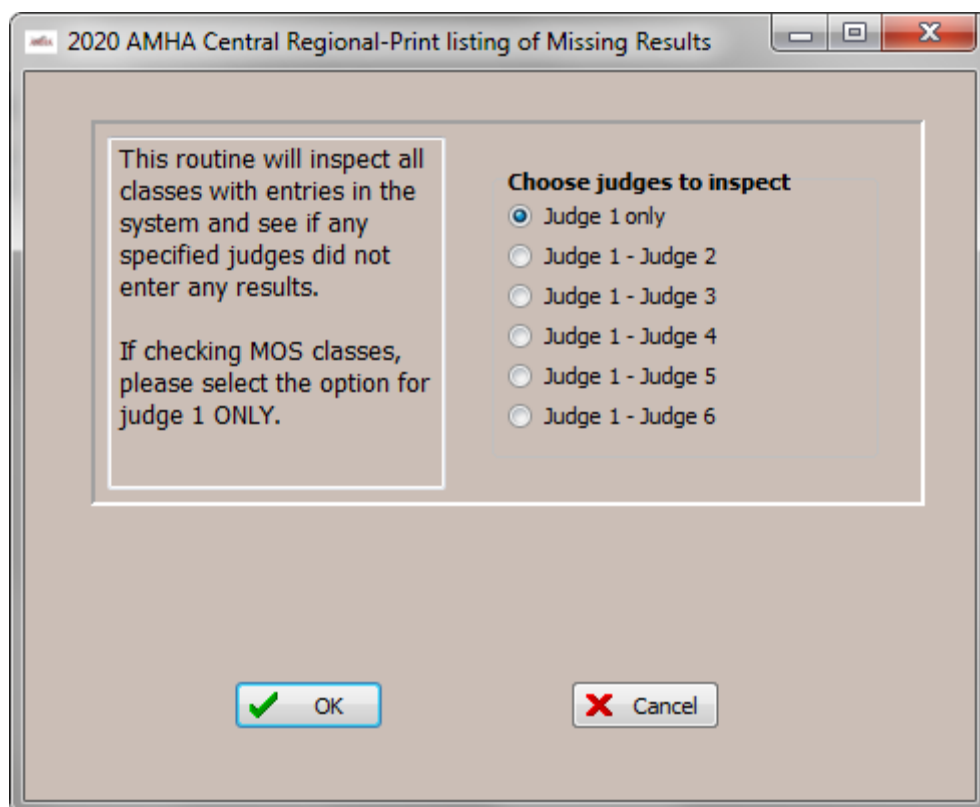 2020 AMHA Central Regional-Print listing of Missing Results
This routine will inspect all
classes with entries in the
system and see if any
specified judges did not
enter any results.
If checking MOS classes,
please select the option for
judge 1 ONLY.
Choose judges to inspect
Judge 1 only
Judge 1 - Judge 2
Judge 1 - Judge 3
Judge 1 - Judge 4
Judge 1 - Judge 5
Judge 1 - Judge 6
OK
Cancel